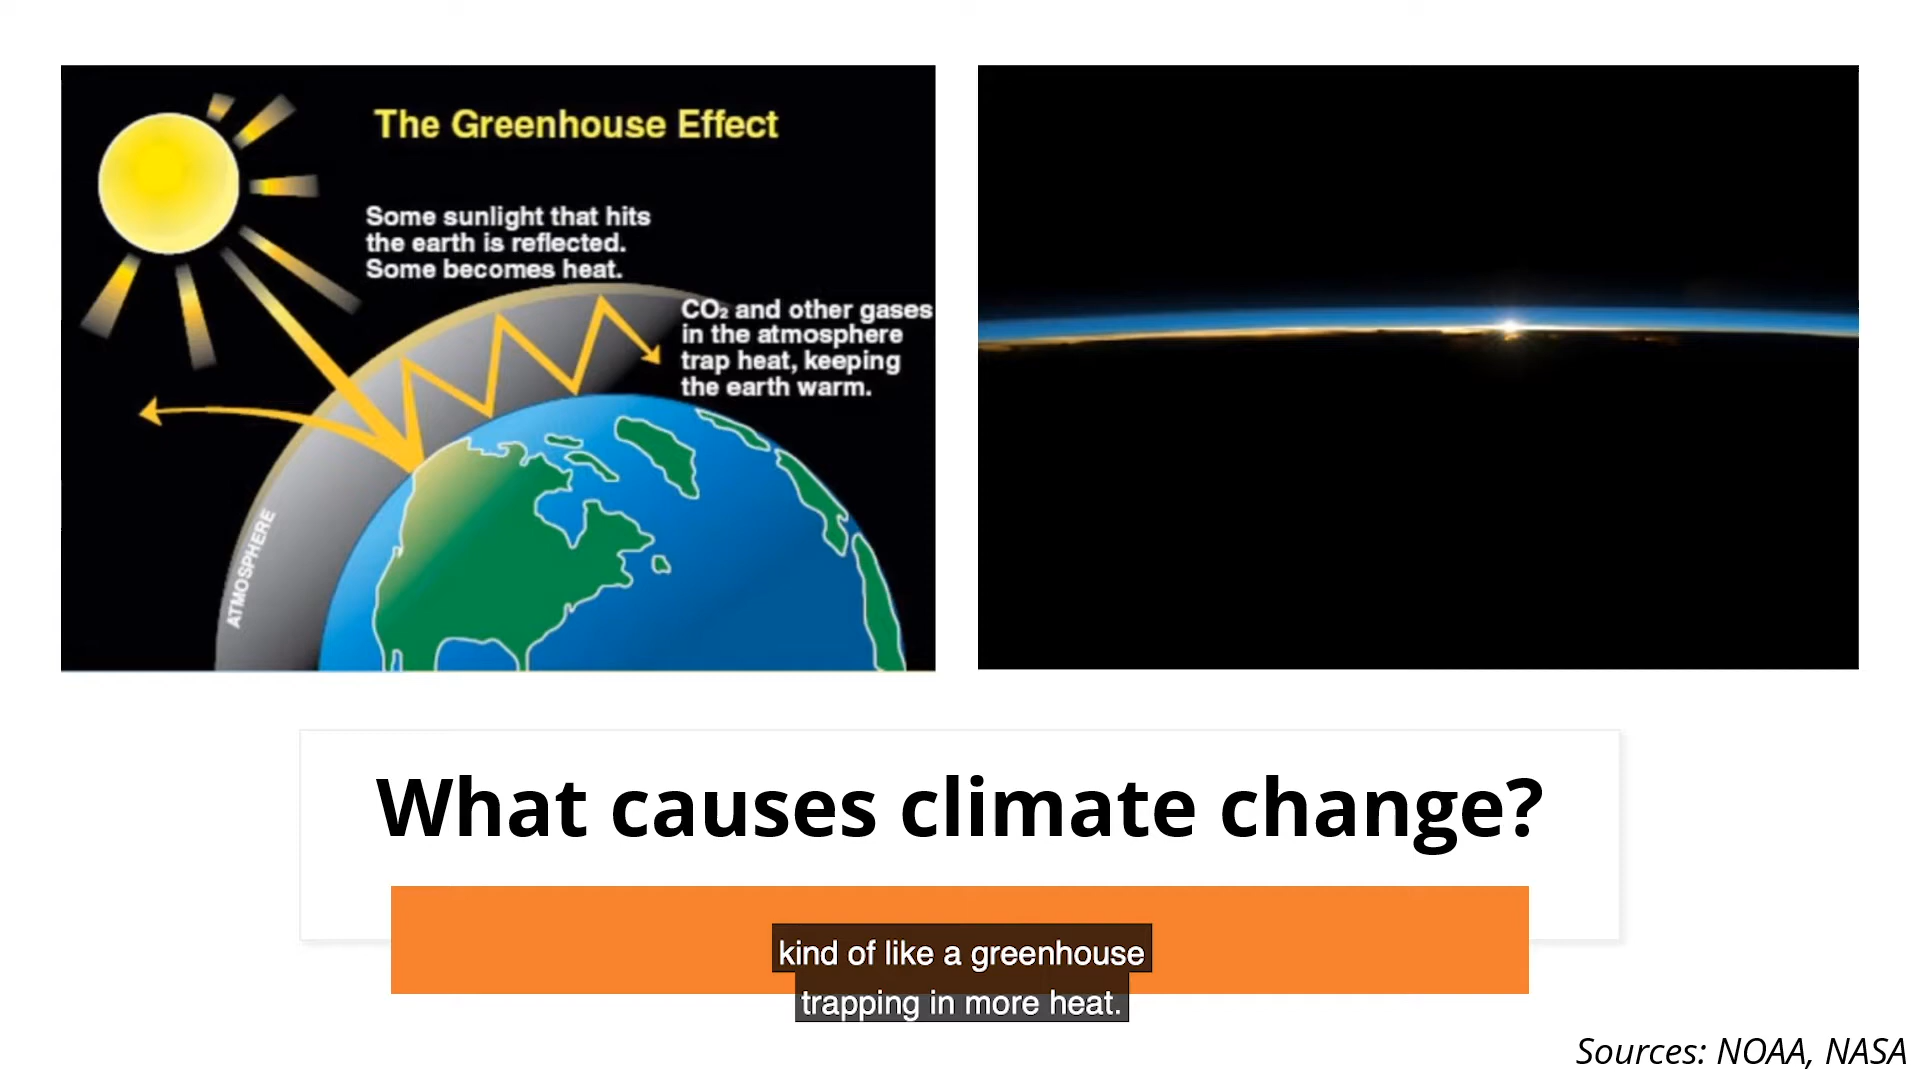 The Greenhouse Effect
Some sunlight that hits
the earth is reflected.
Some becomes heat.
CO₂ and other gases
in the atmosphere
trap heat, keeping
the earth warm.
ATMOSPHERE
What causes climate change?
kind of like a greenhouse
trapping in more heat.
Sources: NOAA, NASA